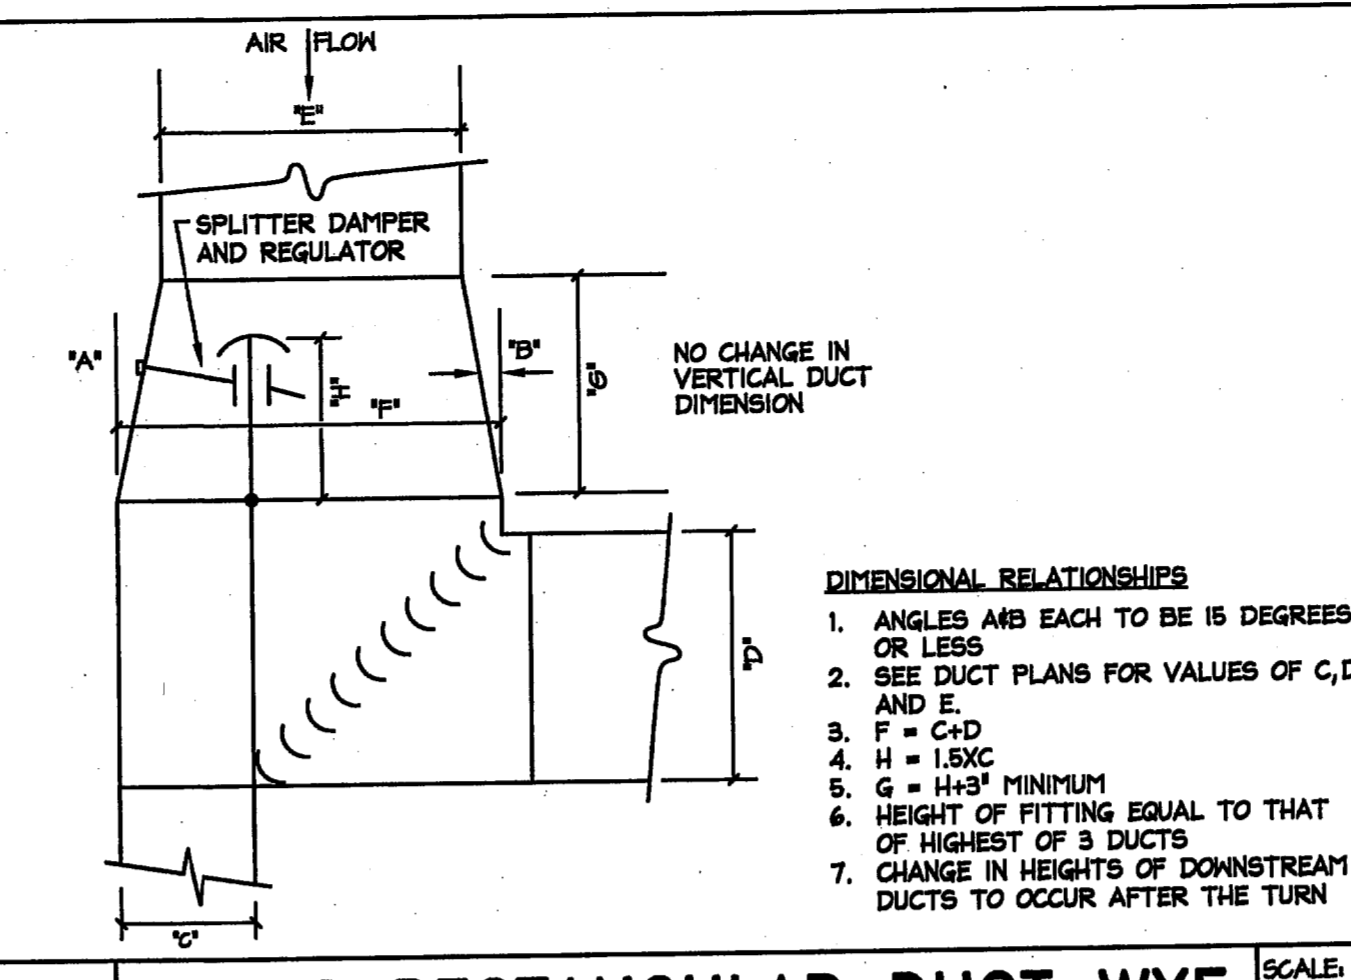 AIR FLOW
"E"
SPLITTER DAMPER
AND REGULATOR
"A"
"B"
"H"
"F"
"G"
NO CHANGE IN
VERTICAL DUCT
DIMENSION
"D"
DIMENSIONAL RELATIONSHIPS
1. ANGLES A&B EACH TO BE 15 DEGREES
OR LESS
2. SEE DUCT PLANS FOR VALUES OF C,D
AND E.
3. F = C+D
4. H = 1.5XC
5. G = H+3" MINIMUM
6. HEIGHT OF FITTING EQUAL TO THAT
OF HIGHEST OF 3 DUCTS
7. CHANGE IN HEIGHTS OF DOWNSTREAM
DUCTS TO OCCUR AFTER THE TURN
"C"
RECTANGULAR DUCT WYE
SCALE: